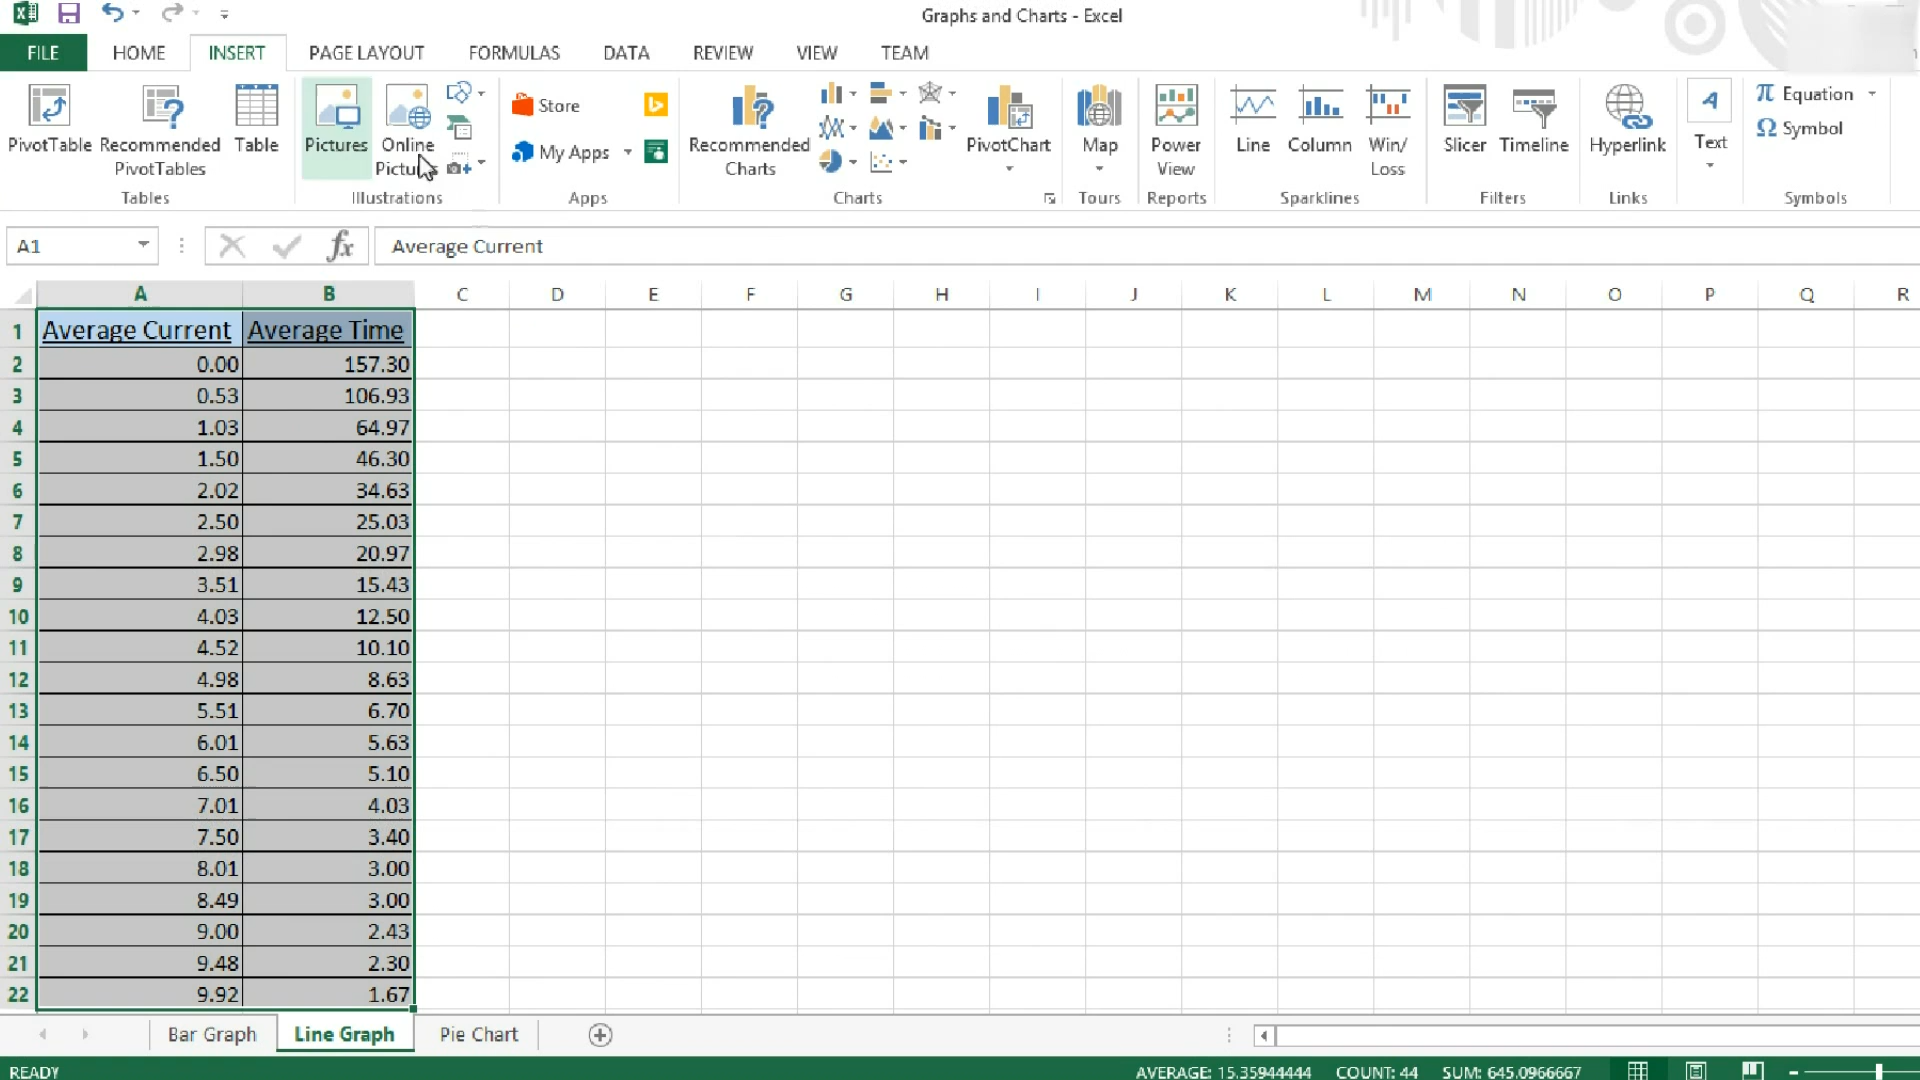 Graphs and Charts - Excel
FILE HOME INSERT PAGE LAYOUT FORMULAS DATA REVIEW VIEW TEAM
PivotTable
Recommended PivotTables
Table
Pictures
Online
Store
My Apps
Recommended Charts
PivotChart
Map
Power View
Line
Column
Win/
Loss
Slicer
Timeline
Hyperlink
Text
π Equation
Ω Symbol
Tables Illustrations Apps Charts Tours Reports Sparklines Filters Links Symbols
A1 fx Average Current
A B C D E F G H I J K L M N O P Q R
1 Average Current Average Time
2 0.00 157.30
3 0.53 106.93
4 1.03 64.97
5 1.50 46.30
6 2.02 34.63
7 2.50 25.03
8 2.98 20.97
9 3.51 15.43
10 4.03 12.50
11 4.52 10.10
12 4.98 8.63
13 5.51 6.70
14 6.01 5.63
15 6.50 5.10
16 7.01 4.03
17 7.50 3.40
18 8.01 3.00
19 8.49 3.00
20 9.00 2.43
21 9.48 2.30
22 9.92 1.67
Bar Graph Line Graph Pie Chart
READY AVERAGE: 15.35944444 COUNT: 44 SUM: 645.0966667